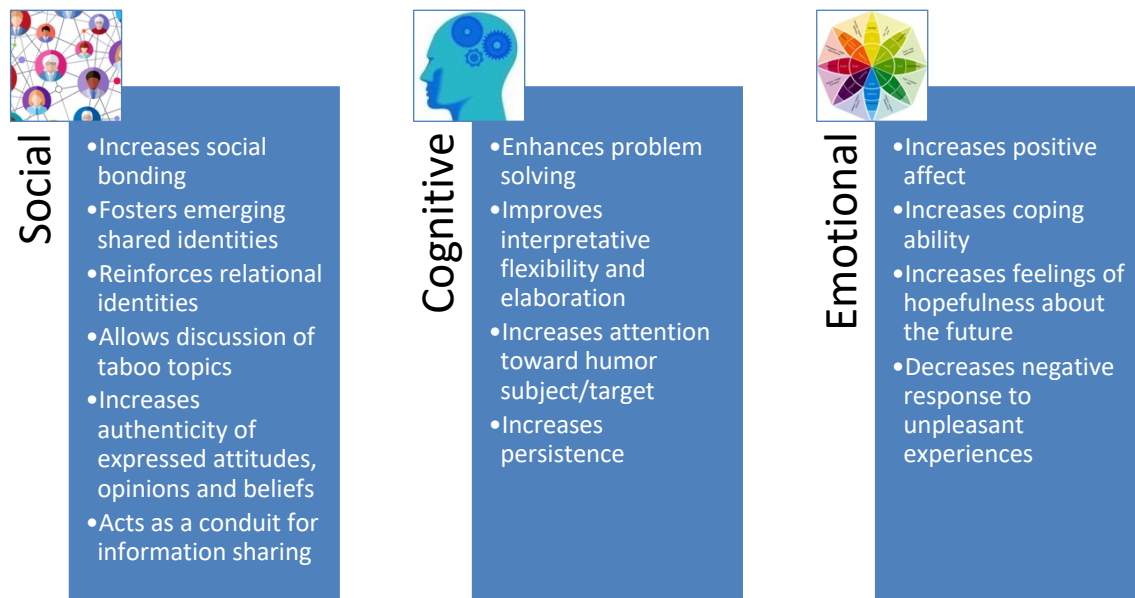 Social
•Increases social
bonding
•Fosters emerging
shared identities
•Reinforces relational
identities
•Allows discussion of
taboo topics
•Increases
authenticity of
expressed attitudes,
opinions and beliefs
•Acts as a conduit for
information sharing
Cognitive
•Enhances problem
solving
•Improves
interpretative
flexibility and
elaboration
•Increases attention
toward humor
subject/target
•Increases
persistence
Emotional
•Increases positive
affect
•Increases coping
ability
•Increases feelings of
hopefulness about
the future
•Decreases negative
response to
unpleasant
experiences